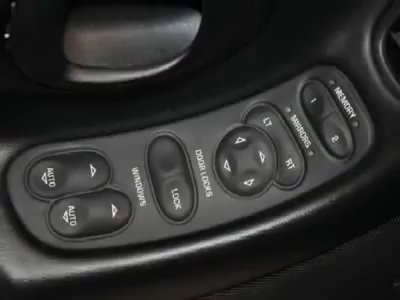 MEMORY
1
2
MIRRORS
LT
RT
DOOR LOCKS
LOCK
WINDOWS
AUTO
AUTO